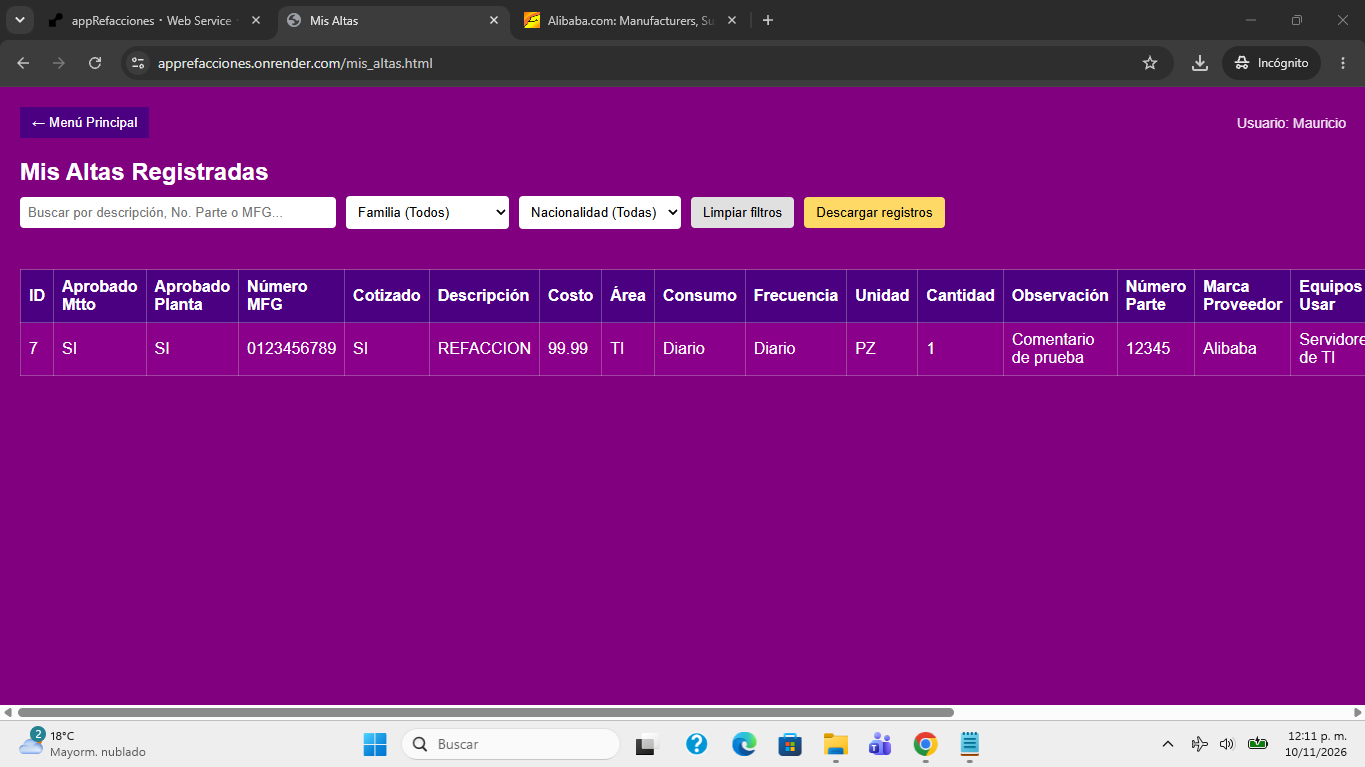 appRefacciones · Web Service
Mis Altas
Alibaba.com: Manufacturers, Su
apprefacciones.onrender.com/mis_altas.html
Incógnito
← Menú Principal
Usuario: Mauricio
Mis Altas Registradas
Buscar por descripción, No. Parte o MFG...
Familia (Todos)
Nacionalidad (Todas)
Limpiar filtros
Descargar registros
ID Aprobado Mtto Aprobado Planta Número MFG Cotizado Descripción Costo Área Consumo Frecuencia Unidad Cantidad Observación Número Parte Marca Proveedor Equipos Usar
7 SI SI 0123456789 SI REFACCION 99.99 TI Diario Diario PZ 1 Comentario de prueba 12345 Alibaba Servidore de TI
2
18°C
Mayorm. nublado
Buscar
12:11 p. m.
10/11/2026